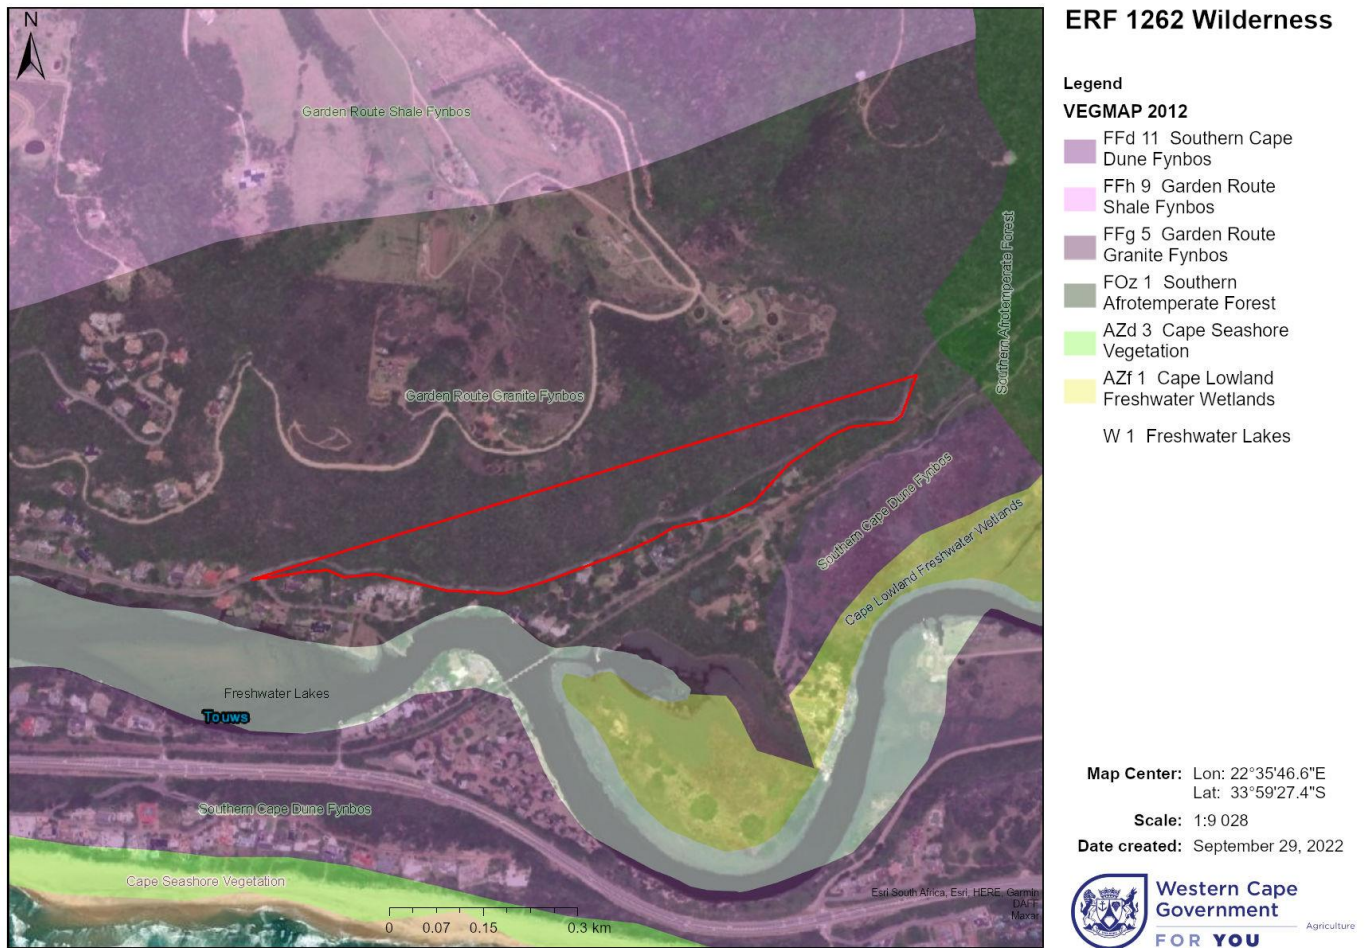 ERF 1262 Wilderness
N
Legend
VEGMAP 2012
FFd 11 Southern Cape
Dune Fynbos
FFh 9 Garden Route
Shale Fynbos
FFg 5 Garden Route
Granite Fynbos
FOz 1 Southern
Afrotemperate Forest
AZd 3 Cape Seashore
Vegetation
AZf 1 Cape Lowland
Freshwater Wetlands
W 1 Freshwater Lakes
Garden Route Shale Fynbos
Southern Afrotemperate Forest
Garden Route Granite Fynbos
Southern Cape Dune Fynbos
Cape Lowland Freshwater Wetlands
Freshwater Lakes
Touws
Southern Cape Dune Fynbos
Cape Seashore Vegetation
Esri South Africa, Esri, HERE, Garmin
DAFF
Maxar
0 0.07 0.15 0.3 km
Map Center: Lon: 22°35'46.6"E
Lat: 33°59'27.4"S
Scale: 1:9 028
Date created: September 29, 2022
Western Cape
Government
Agriculture
FOR YOU